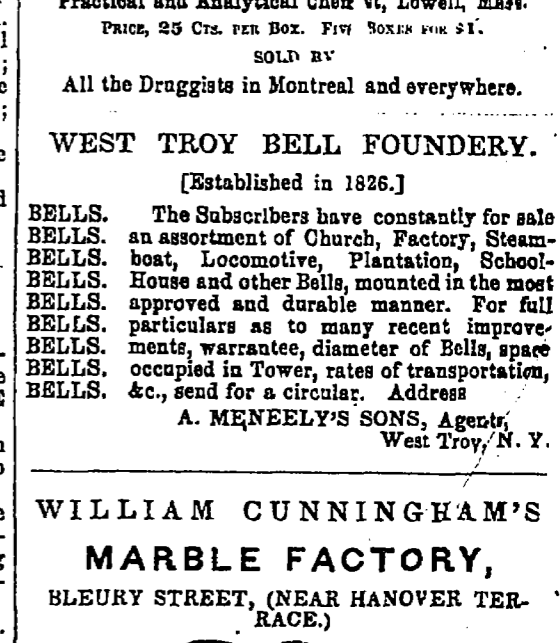 Practical and Analytical Chem st, Lowell, Mass.
PRICE, 25 CTS. PER BOX. FIVE BOXES FOR $1.
SOLD BY
All the Druggists in Montreal and everywhere.
WEST TROY BELL FOUNDERY.
[Established in 1826.]
BELLS. The Subscribers have constantly for sale
BELLS. an assortment of Church, Factory, Steam-
BELLS. boat, Locomotive, Plantation, School-
BELLS. House and other Bells, mounted in the most
BELLS. approved and durable manner. For full
BELLS. particulars as to many recent improve-
BELLS. ments, warrantee, diameter of Bells, space
BELLS. occupied in Tower, rates of transportation,
BELLS. &c., send for a circular. Address
A. MENEELY'S SONS, Agents,
West Troy, N. Y.
WILLIAM CUNNINGHAM'S
MARBLE FACTORY,
BLEURY STREET, (NEAR HANOVER TER-
RACE.)